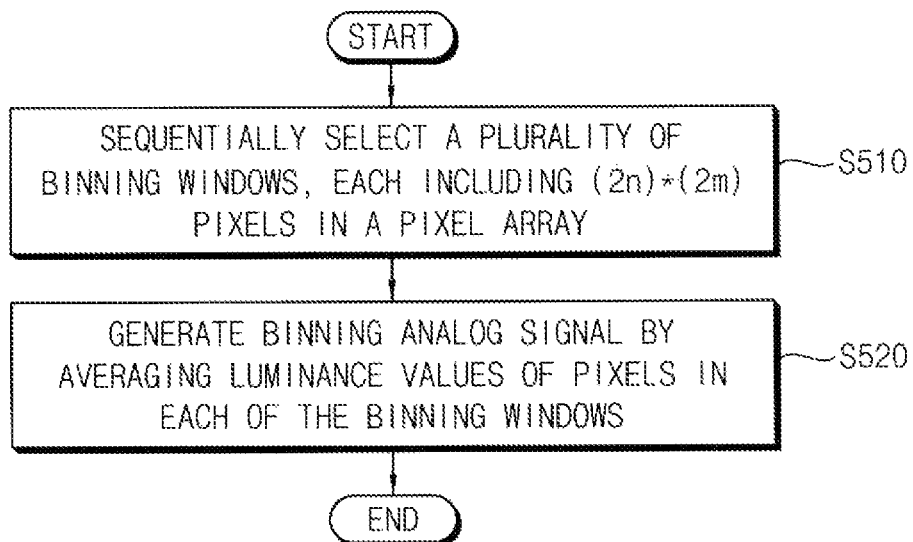 START
SEQUENTIALLY SELECT A PLURALITY OF
BINNING WINDOWS, EACH INCLUDING (2n)*(2m)
PIXELS IN A PIXEL ARRAY
S510
GENERATE BINNING ANALOG SIGNAL BY
AVERAGING LUMINANCE VALUES OF PIXELS IN
EACH OF THE BINNING WINDOWS
S520
END